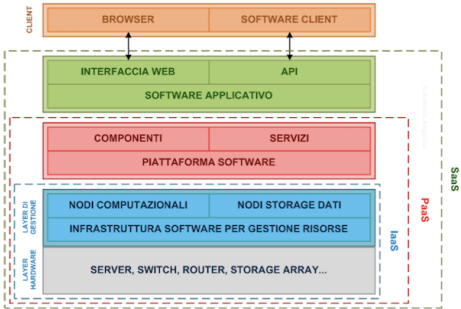 CLIENT
BROWSER SOFTWARE CLIENT
INTERFACCIA WEB API
SOFTWARE APPLICATIVO
COMPONENTI SERVIZI
PIATTAFORMA SOFTWARE
LAYER DI GESTIONE
NODI COMPUTAZIONALI NODI STORAGE DATI
INFRASTRUTTURA SOFTWARE PER GESTIONE RISORSE
LAYER HARDWARE
SERVER, SWITCH, ROUTER, STORAGE ARRAY...
IaaS
PaaS
SaaS